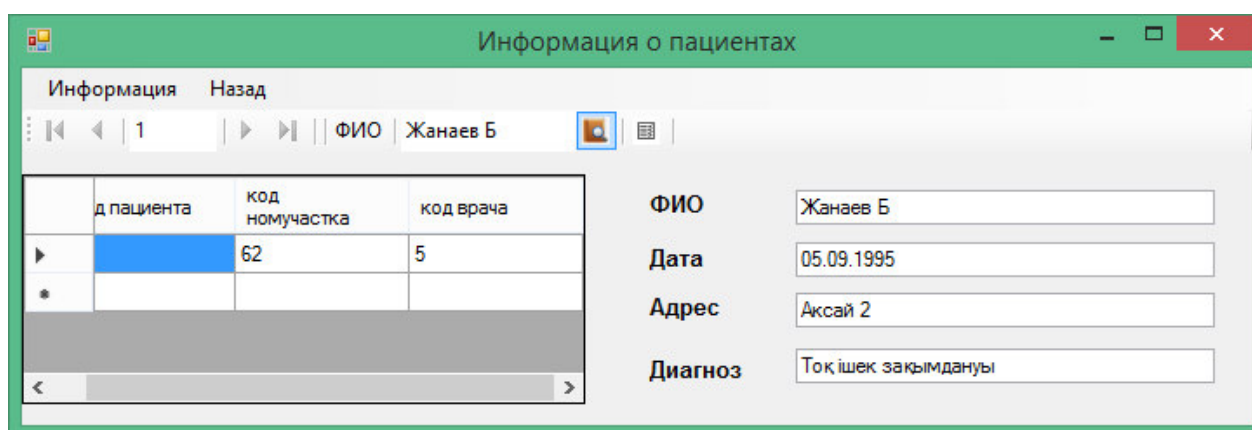 Информация о пациентах
Информация Назад
1 ФИО Жанаев Б
д пациента код номучастка код врача
62 5
ФИО Жанаев Б
Дата 05.09.1995
Адрес Аксай 2
Диагноз Тоқ ішек зақымдануы